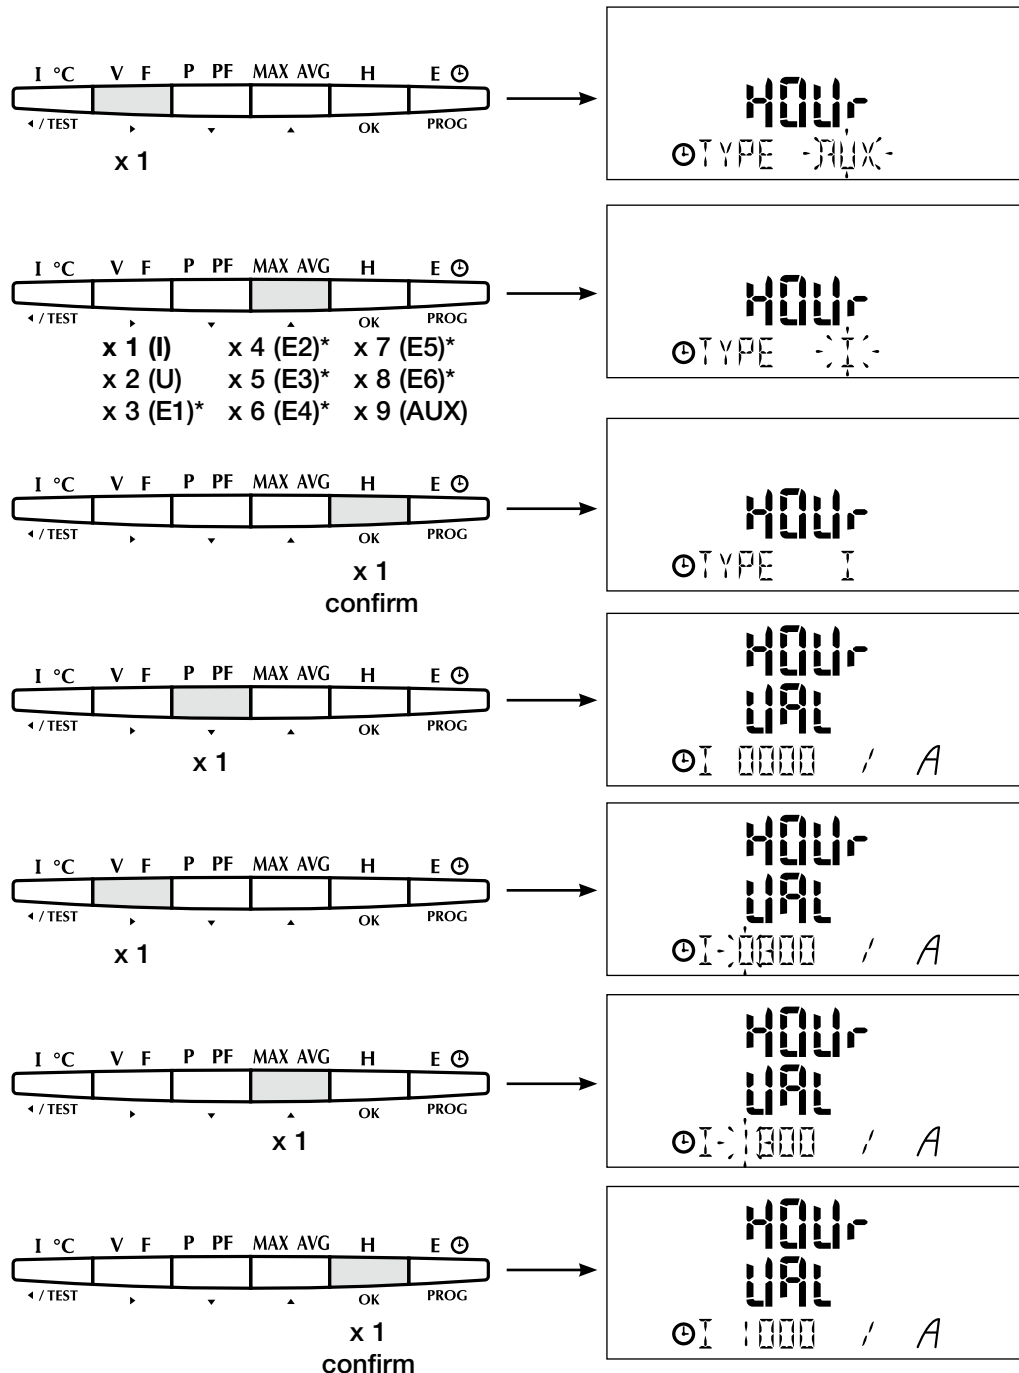 I °C V F P PF MAX AVG H E
/ TEST OK PROG
x 1
HOUr
TYPE AUX
I °C V F P PF MAX AVG H E
/ TEST OK PROG
x 1 (I) x 4 (E2)* x 7 (E5)*
x 2 (U) x 5 (E3)* x 8 (E6)*
x 3 (E1)* x 6 (E4)* x 9 (AUX)
HOUr
TYPE I
I °C V F P PF MAX AVG H E
/ TEST OK PROG
x 1
confirm
HOUr
TYPE I
I °C V F P PF MAX AVG H E
/ TEST OK PROG
x 1
HOUr
VAL
I 0000 / A
I °C V F P PF MAX AVG H E
/ TEST OK PROG
x 1
HOUr
VAL
I 0000 / A
I °C V F P PF MAX AVG H E
/ TEST OK PROG
x 1
HOUr
VAL
I 1000 / A
I °C V F P PF MAX AVG H E
/ TEST OK PROG
x 1
confirm
HOUr
VAL
I 1000 / A